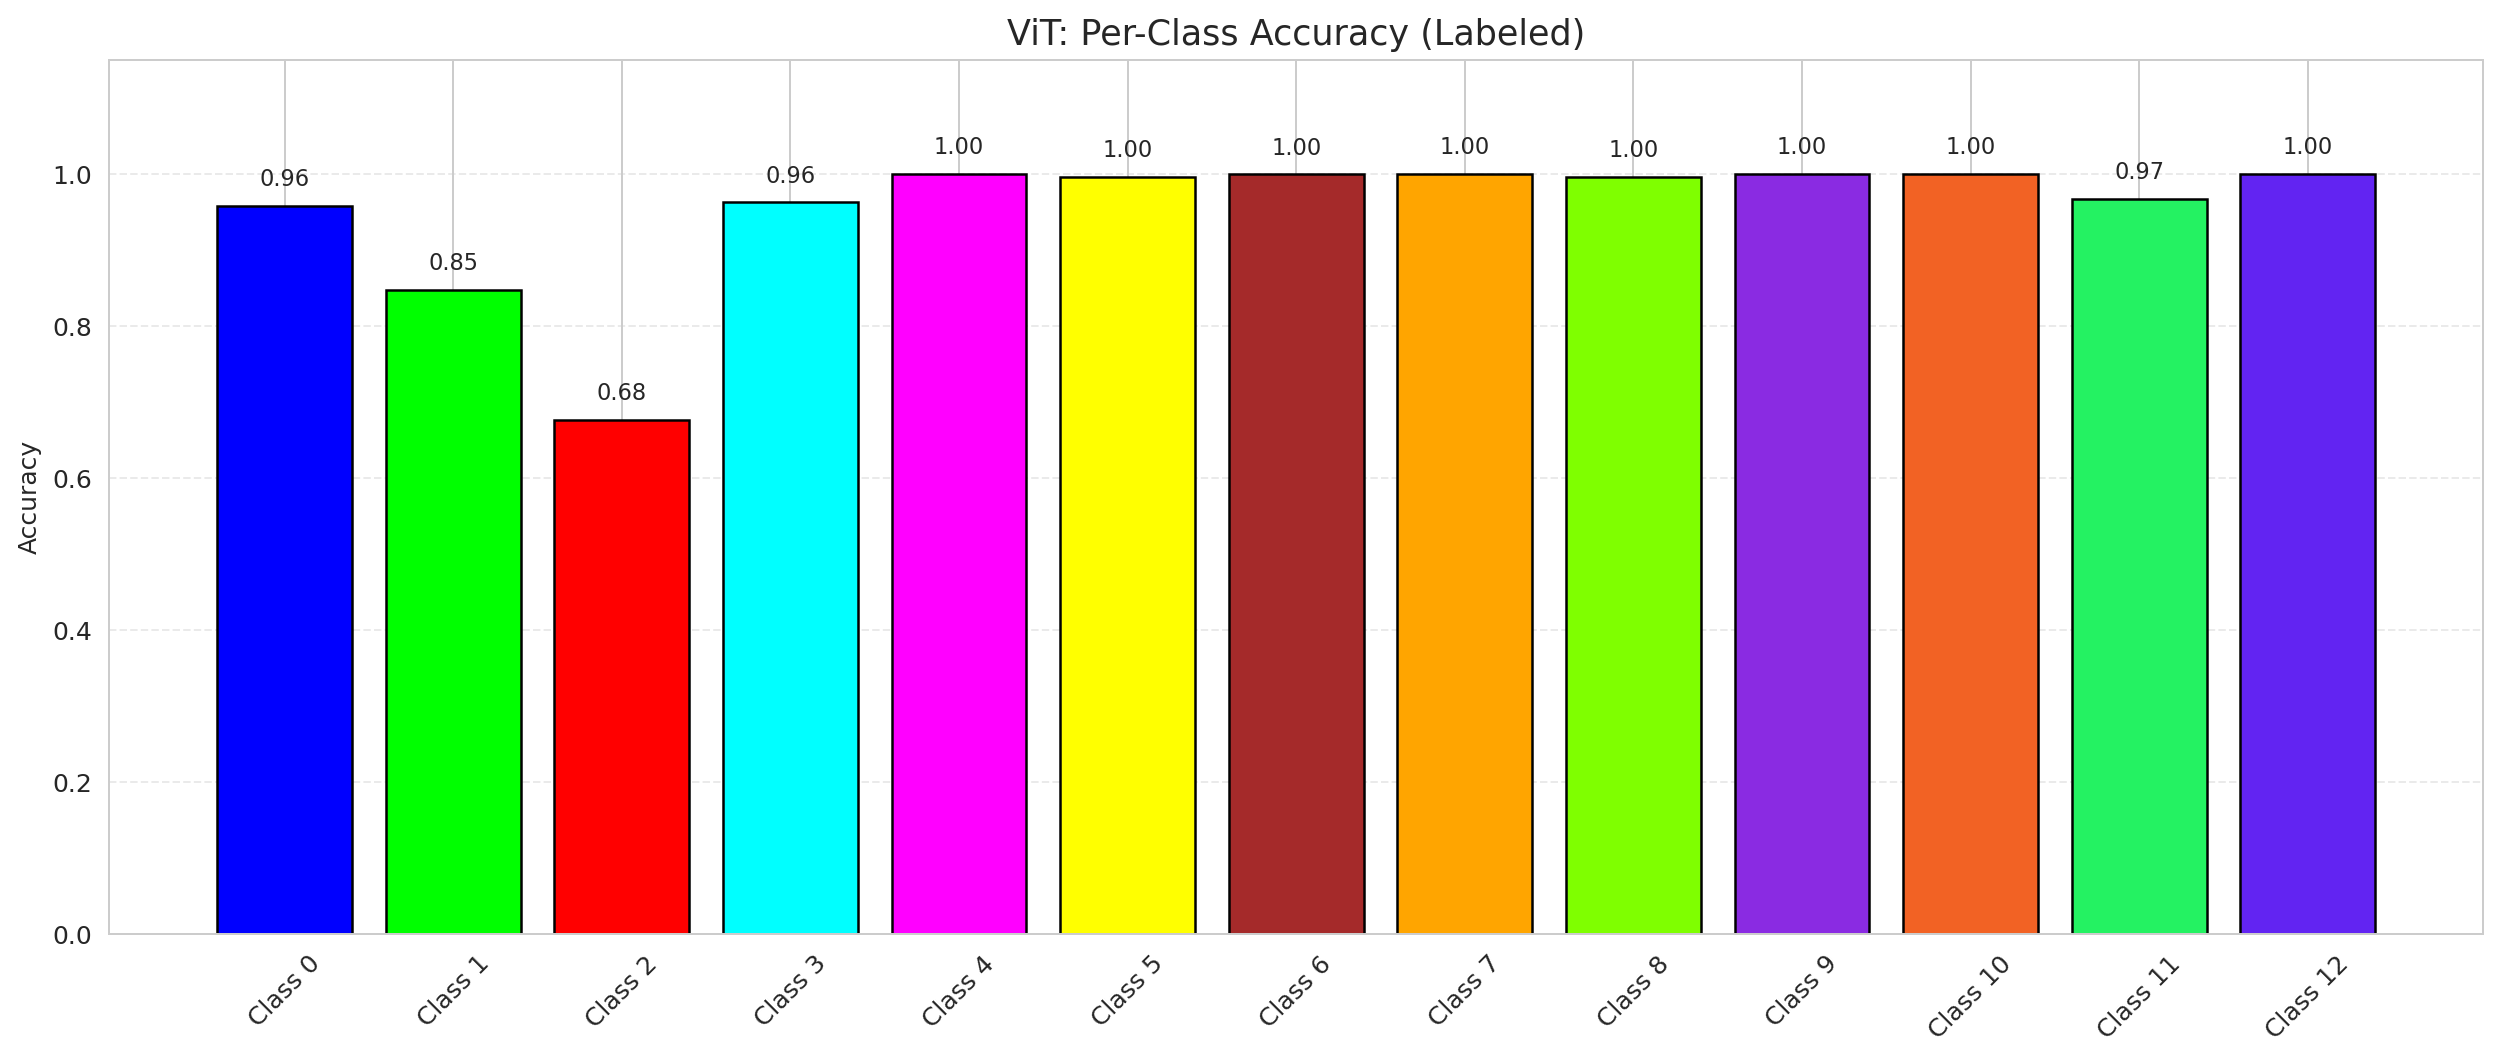 ViT: Per-Class Accuracy (Labeled)
Accuracy
1.0
0.8
0.6
0.4
0.2
0.0
0.96
0.85
0.68
0.96
1.00
1.00
1.00
1.00
1.00
1.00
1.00
0.97
1.00
Class 0
Class 1
Class 2
Class 3
Class 4
Class 5
Class 6
Class 7
Class 8
Class 9
Class 10
Class 11
Class 12